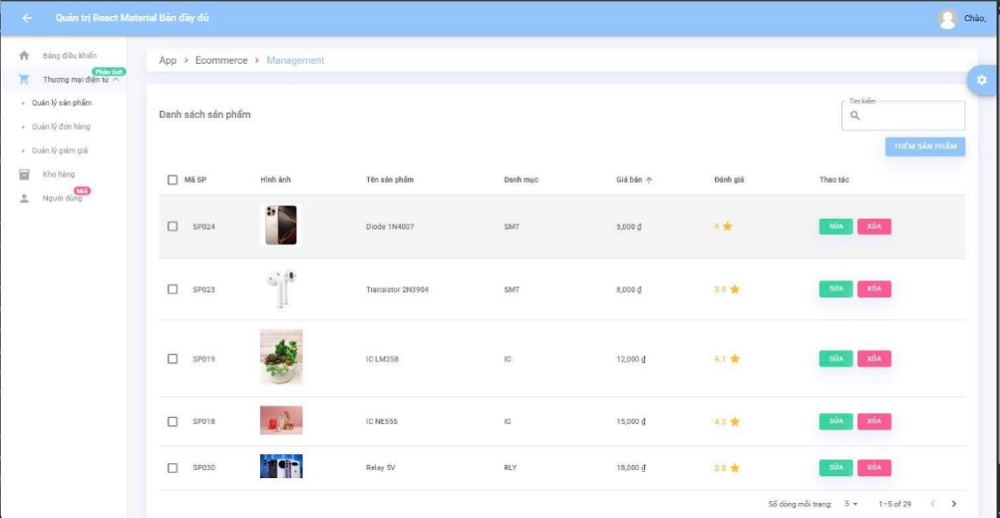 Quản trị React Material Bản đầy đủ
Chào,
Bảng điều khiển
Phân tích
Thương mại điện tử
Quản lý sản phẩm
Quản lý đơn hàng
Quản lý giảm giá
Kho hàng
Mới
Người dùng
App > Ecommerce > Management
Danh sách sản phẩm
Tìm kiếm
THÊM SẢN PHẨM
Mã SP Hình ảnh Tên sản phẩm Danh mục Giá bán ↑ Đánh giá Thao tác
SP024 Diode 1N4007 SMT 5,000 ₫ 4 SỬA XÓA
SP023 Transistor 2N3904 SMT 8,000 ₫ 3.9 SỬA XÓA
SP019 IC LM358 IC 12,000 ₫ 4.1 SỬA XÓA
SP018 IC NE555 IC 15,000 ₫ 4.3 SỬA XÓA
SP030 Relay 5V RLY 18,000 ₫ 3.8 SỬA XÓA
Số dòng mỗi trang: 5 1–5 of 29